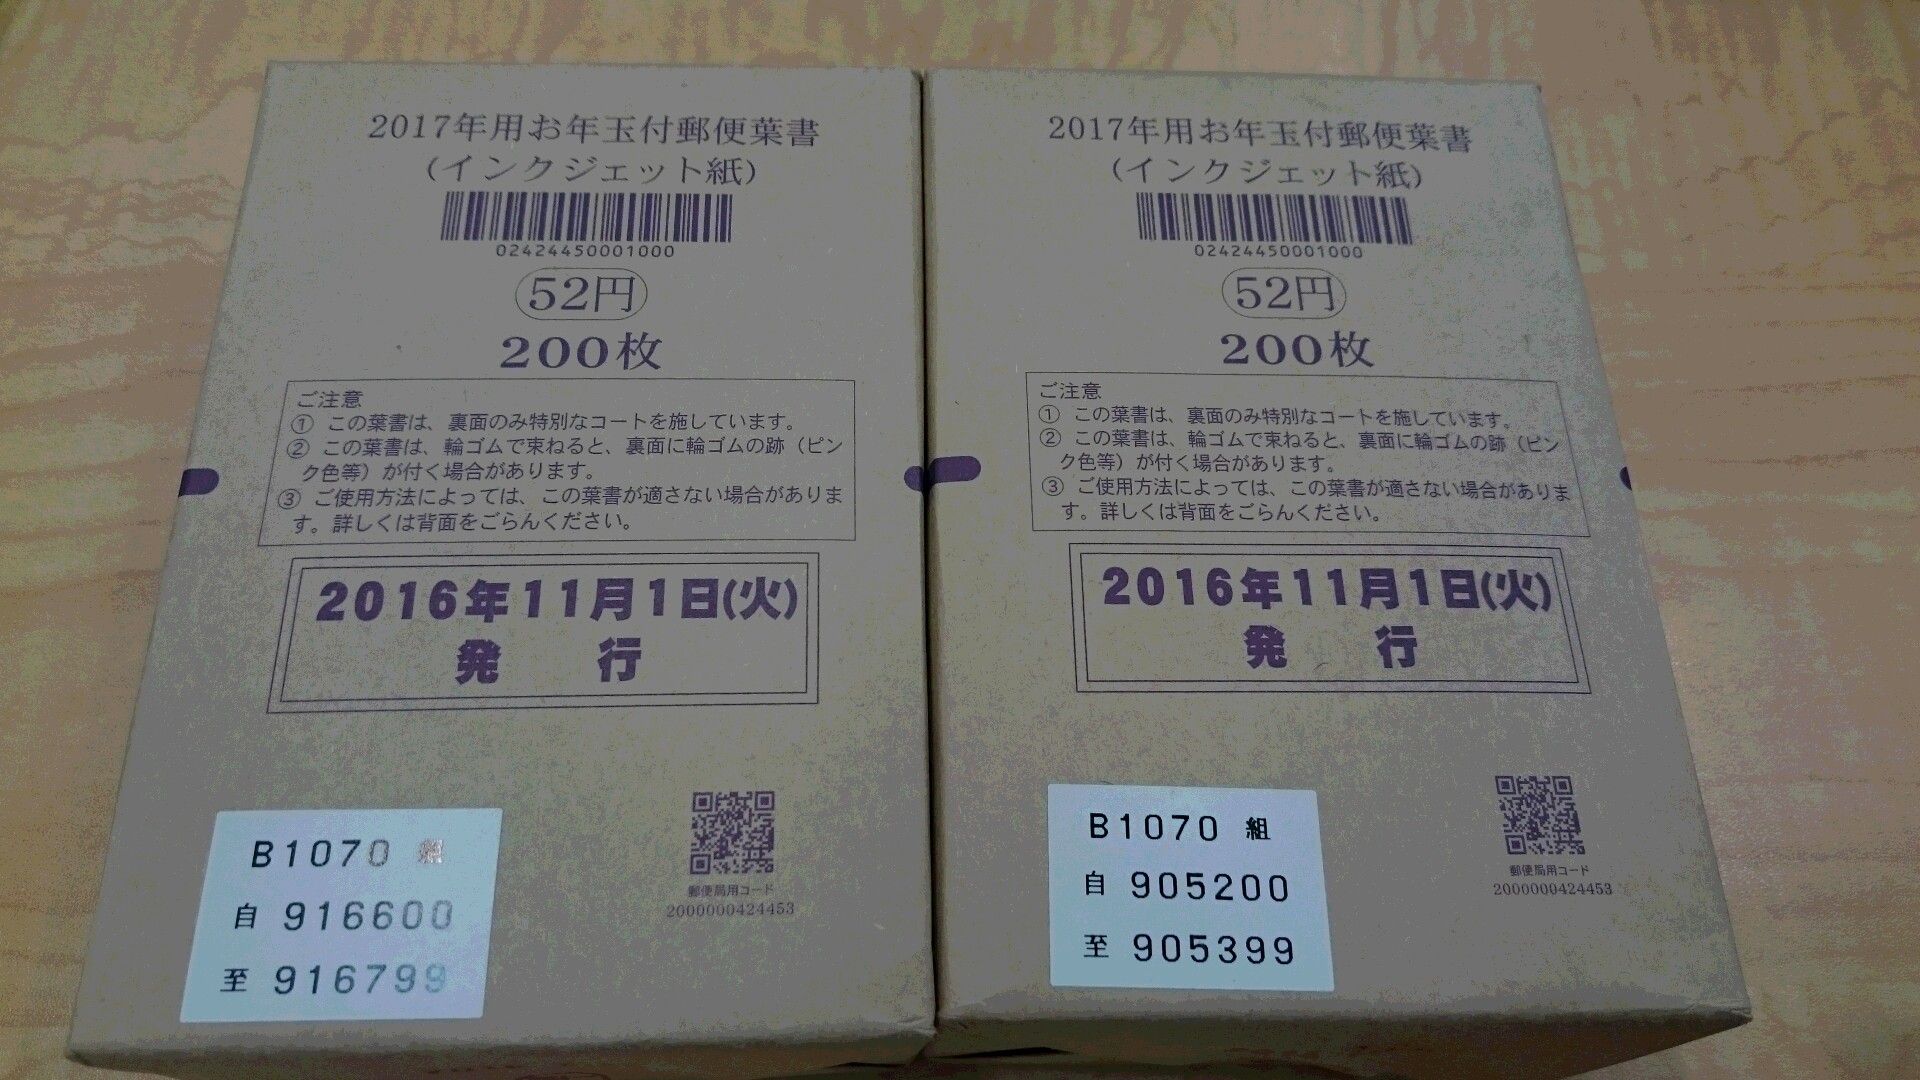 2017年用お年玉付郵便葉書
(インクジェット紙)
02424450001000
52円
200枚
ご注意
① この葉書は、裏面のみ特別なコートを施しています。
② この葉書は、輪ゴムで束ねると、裏面に輪ゴムの跡(ピン
ク色等)が付く場合があります。
③ ご使用方法によっては、この葉書が適さない場合がありま
す。詳しくは背面をごらんください。
2016年11月1日(火)
発 行
郵便局用コード
2000000424453
B1070 組
自 916600
至 916799
2017年用お年玉付郵便葉書
(インクジェット紙)
02424450001000
52円
200枚
ご注意
① この葉書は、裏面のみ特別なコートを施しています。
② この葉書は、輪ゴムで束ねると、裏面に輪ゴムの跡(ピン
ク色等)が付く場合があります。
③ ご使用方法によっては、この葉書が適さない場合がありま
す。詳しくは背面をごらんください。
2016年11月1日(火)
発 行
郵便局用コード
2000000424453
B1070 組
自 905200
至 905399